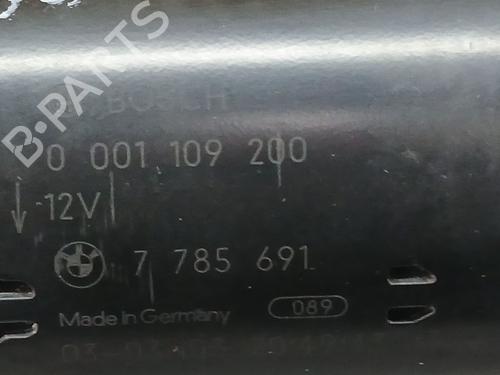 B-PARTS
BOSCH
0 001 109 200
12V
7 785 691
Made in Germany 089